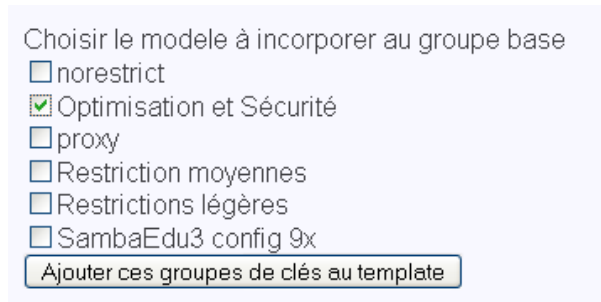 Choisir le modele à incorporer au groupe base
norestrict
Optimisation et Sécurité
proxy
Restriction moyennes
Restrictions légères
SambaEdu3 config 9x
Ajouter ces groupes de clés au template